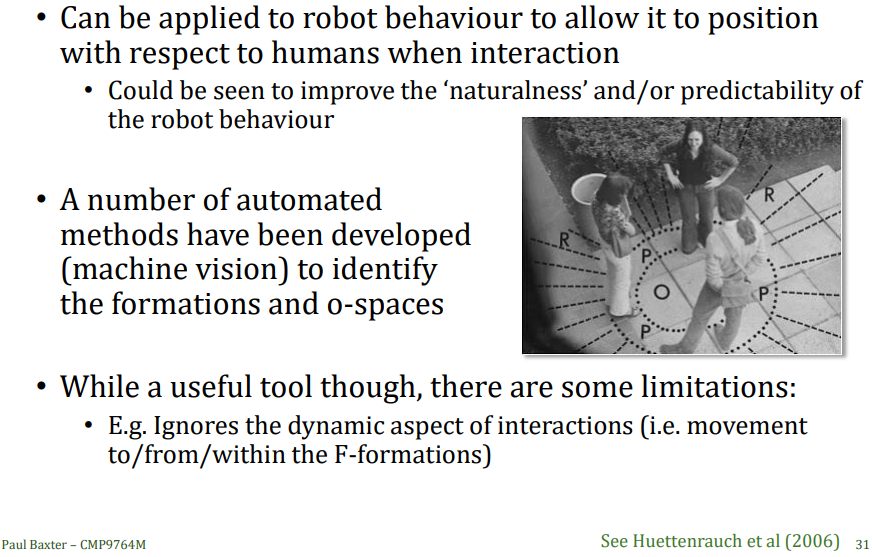 • Can be applied to robot behaviour to allow it to position
with respect to humans when interaction
• Could be seen to improve the ‘naturalness’ and/or predictability of
the robot behaviour
• A number of automated
methods have been developed
(machine vision) to identify
the formations and o-spaces
R
R
P
O
P
P
• While a useful tool though, there are some limitations:
• E.g. Ignores the dynamic aspect of interactions (i.e. movement
to/from/within the F-formations)
Paul Baxter – CMP9764M
See Huettenrauch et al (2006)
31